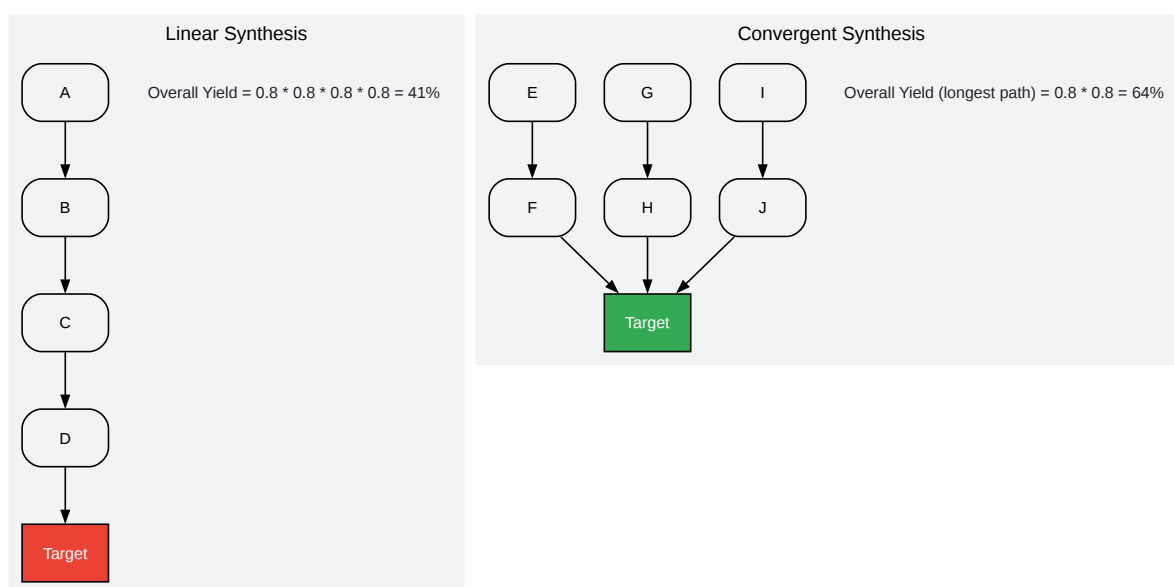 Linear Synthesis
A
Overall Yield = 0.8 * 0.8 * 0.8 * 0.8 = 41%
B
C
D
Target
Convergent Synthesis
E
G
I
Overall Yield (longest path) = 0.8 * 0.8 = 64%
F
H
J
Target